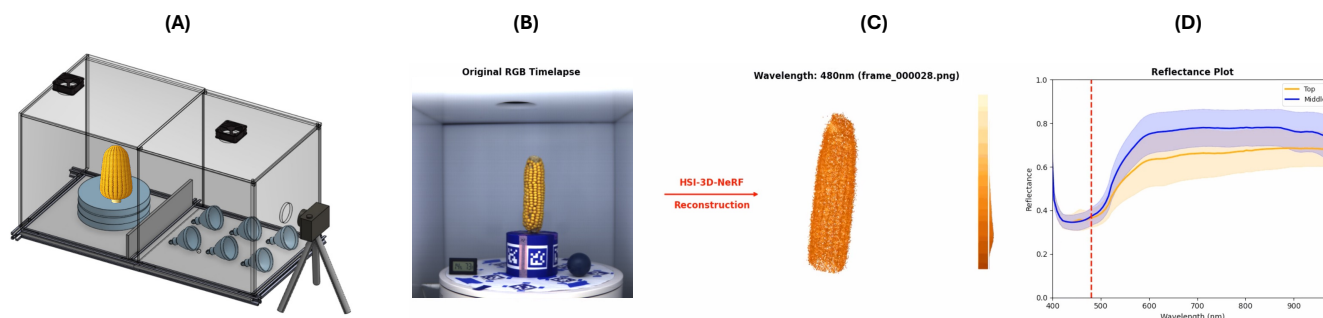 (A)
(B)
(C)
(D)
Original RGB Timelapse
HSI-3D-NeRF
Reconstruction
Wavelength: 480nm (frame_000028.png)
Reflectance Plot
Top
Middle
Reflectance
1.0
0.8
0.6
0.4
0.2
0.0
400
500
600
700
800
900
Wavelength (nm)